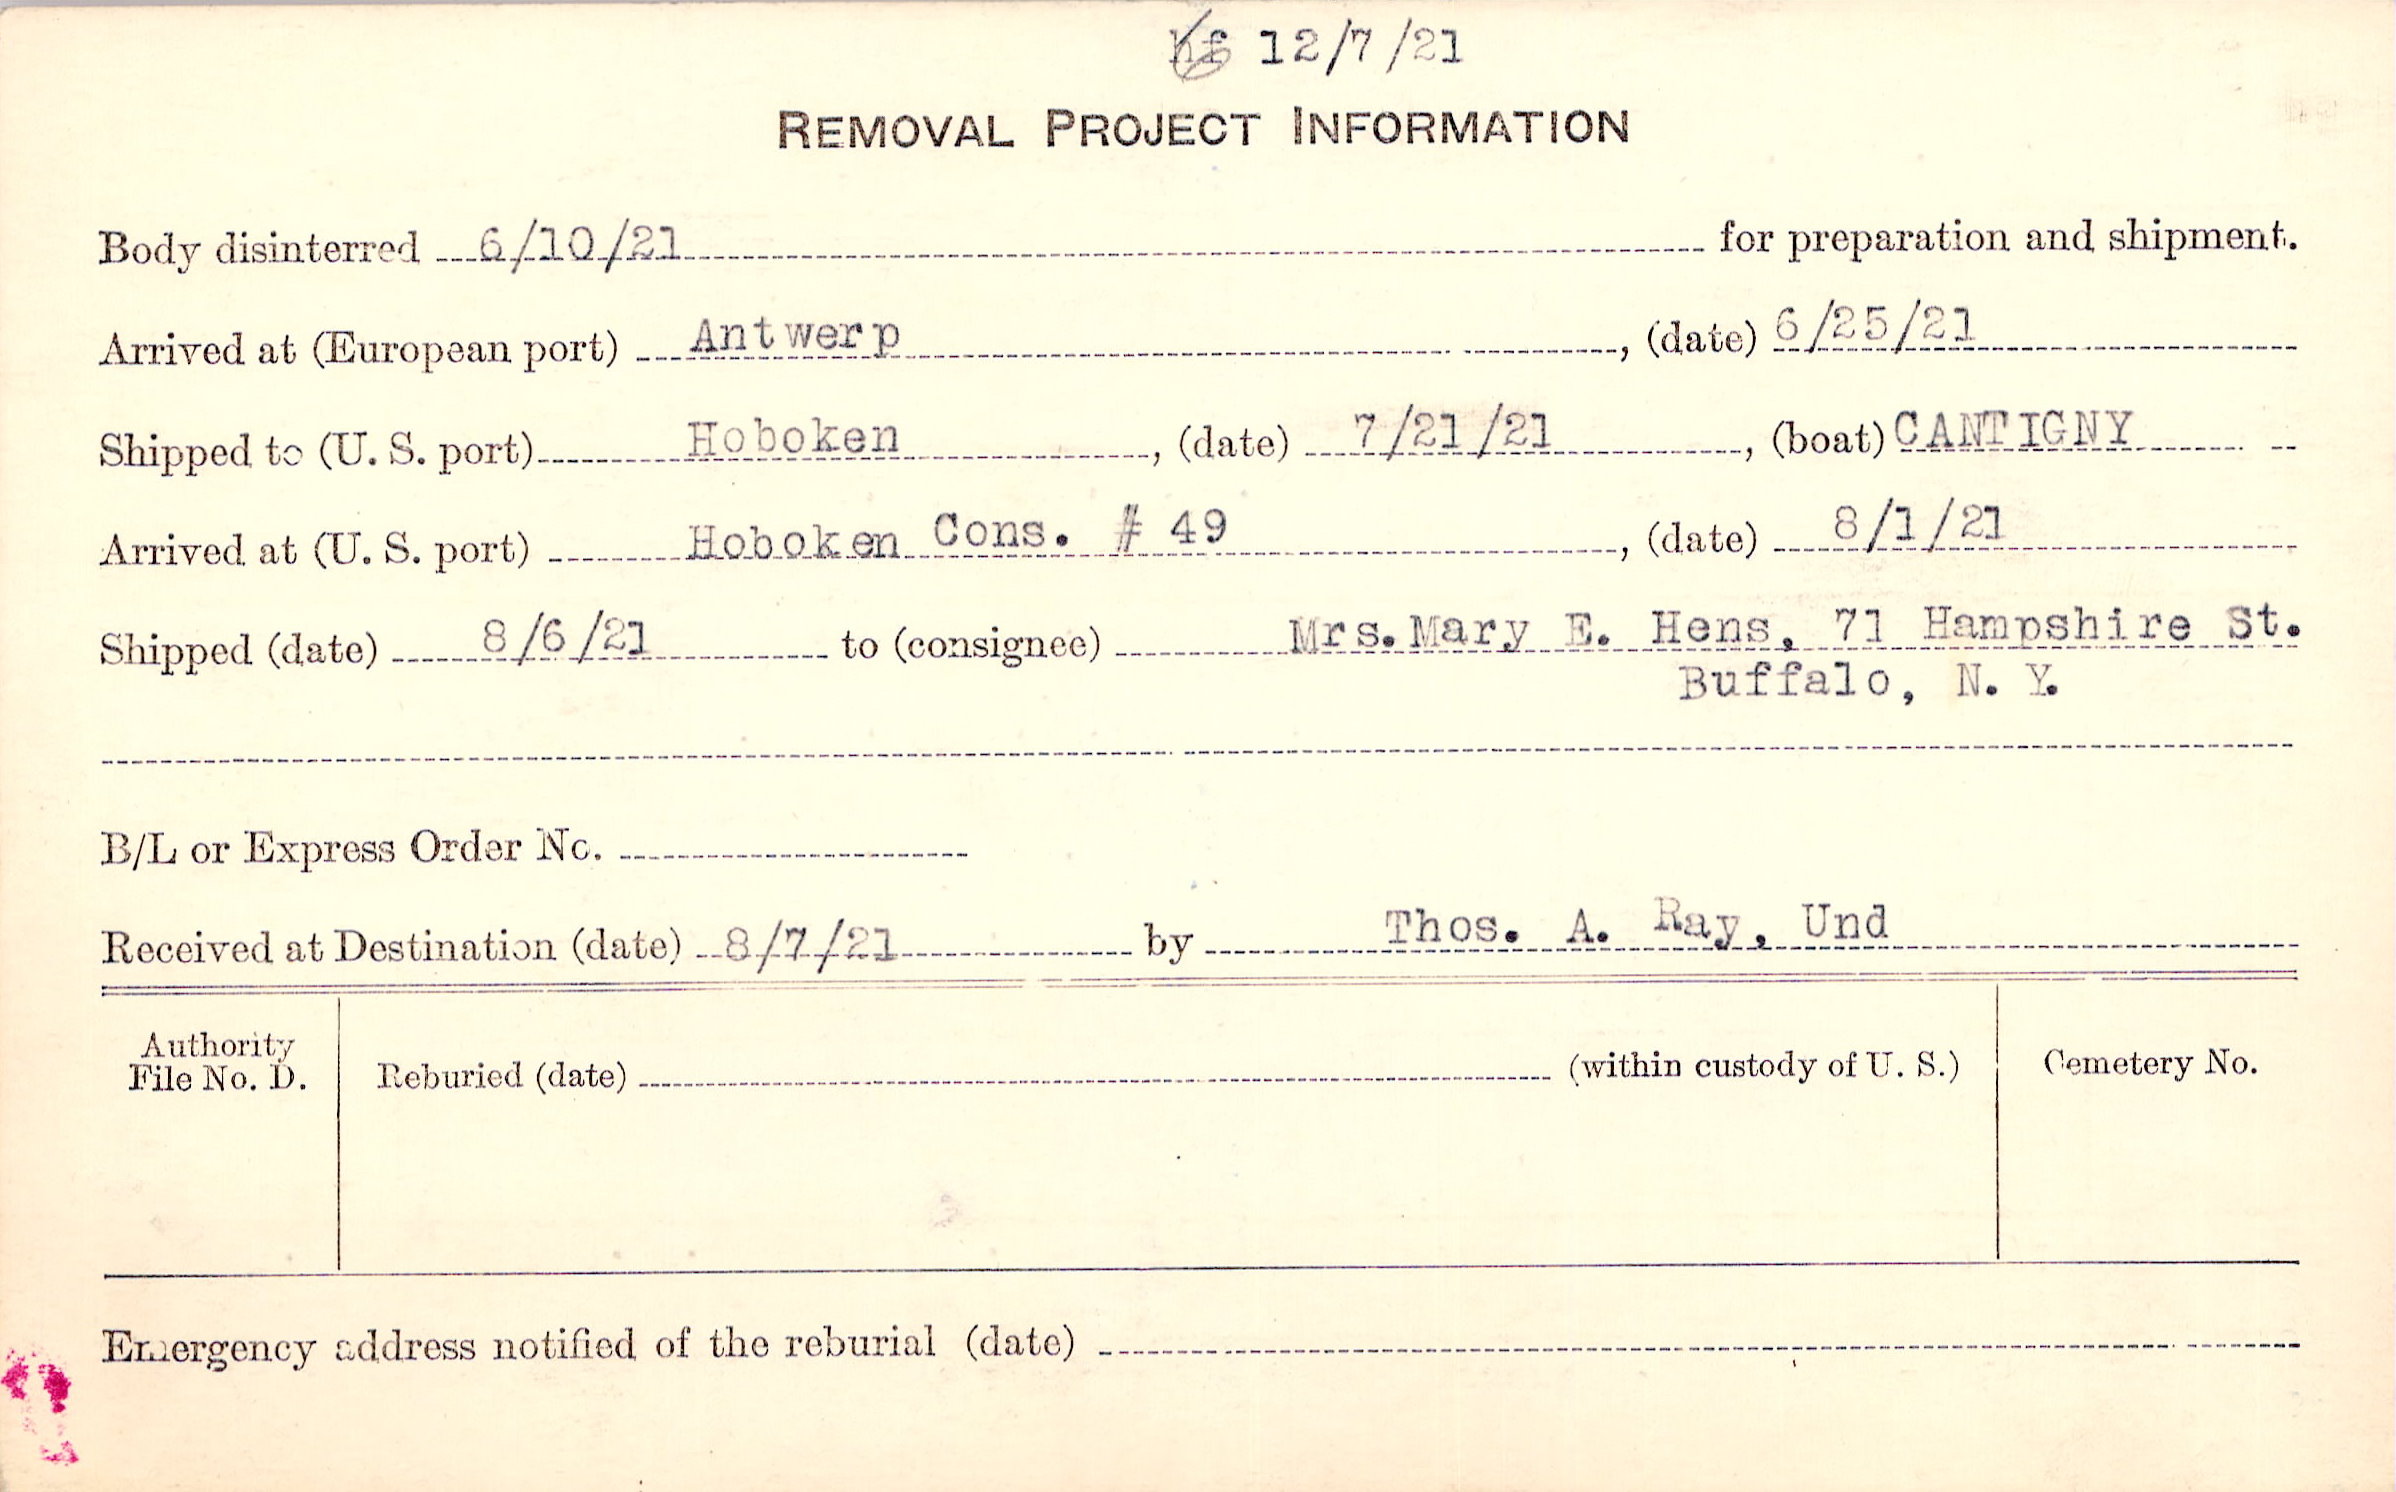 hf 12/7/21
REMOVAL PROJECT INFORMATION
Body disinterred 6/10/21 for preparation and shipment.
Arrived at (European port) Antwerp, (date) 6/25/21
Shipped to (U. S. port) Hoboken, (date) 7/21/21, (boat) CANTIGNY
Arrived at (U. S. port) Hoboken Cons. # 49, (date) 8/1/21
Shipped (date) 8/6/21 to (consignee) Mrs. Mary E. Hens, 71 Hampshire St.
Buffalo, N. Y.
B/L or Express Order No.
Received at Destination (date) 8/7/21 by Thos. A. Ray, Und
Authority
File No. D.
Reburied (date) (within custody of U. S.)
Cemetery No.
Emergency address notified of the reburial (date)